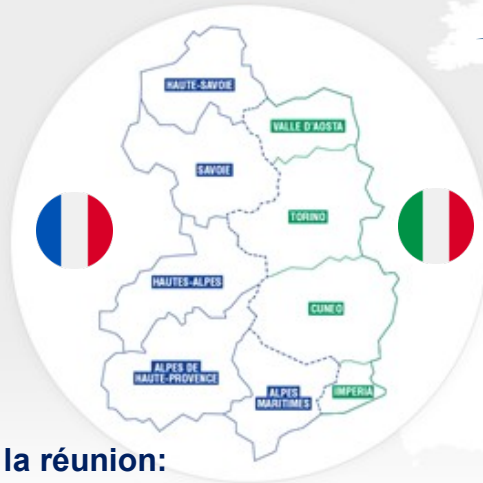 HAUTE-SAVOIE
VALLE D'AOSTA
SAVOIE
TORINO
HAUTES-ALPES
CUNEO
ALPES DE
HAUTE-PROVENCE
ALPES
MARITIMES
IMPERIA
la réunion: